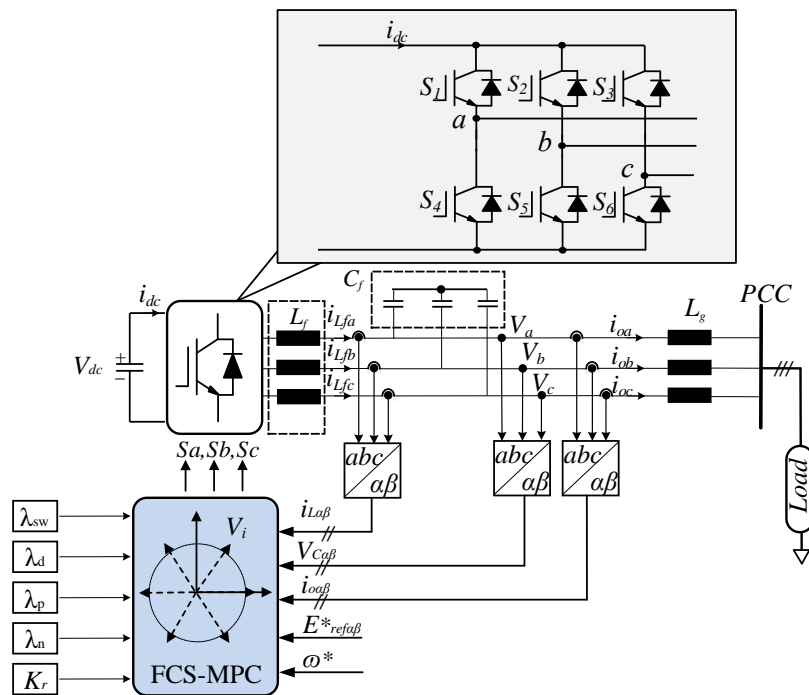 i_dc
S_1
S_2
S_3
a
b
c
S_4
S_5
S_6
C_f
i_dc
L_f
i_Lfa
V_a
i_oa
L_g
PCC
V_dc
+
−
i_Lfb
V_b
i_ob
i_Lfc
V_c
i_oc
Sa,Sb,Sc
abc
αβ
abc
αβ
abc
αβ
Load
λ_sw
λ_d
λ_p
λ_n
K_r
V_i
FCS-MPC
i_Lαβ
V_Cαβ
i_oαβ
E*_refαβ
ω*